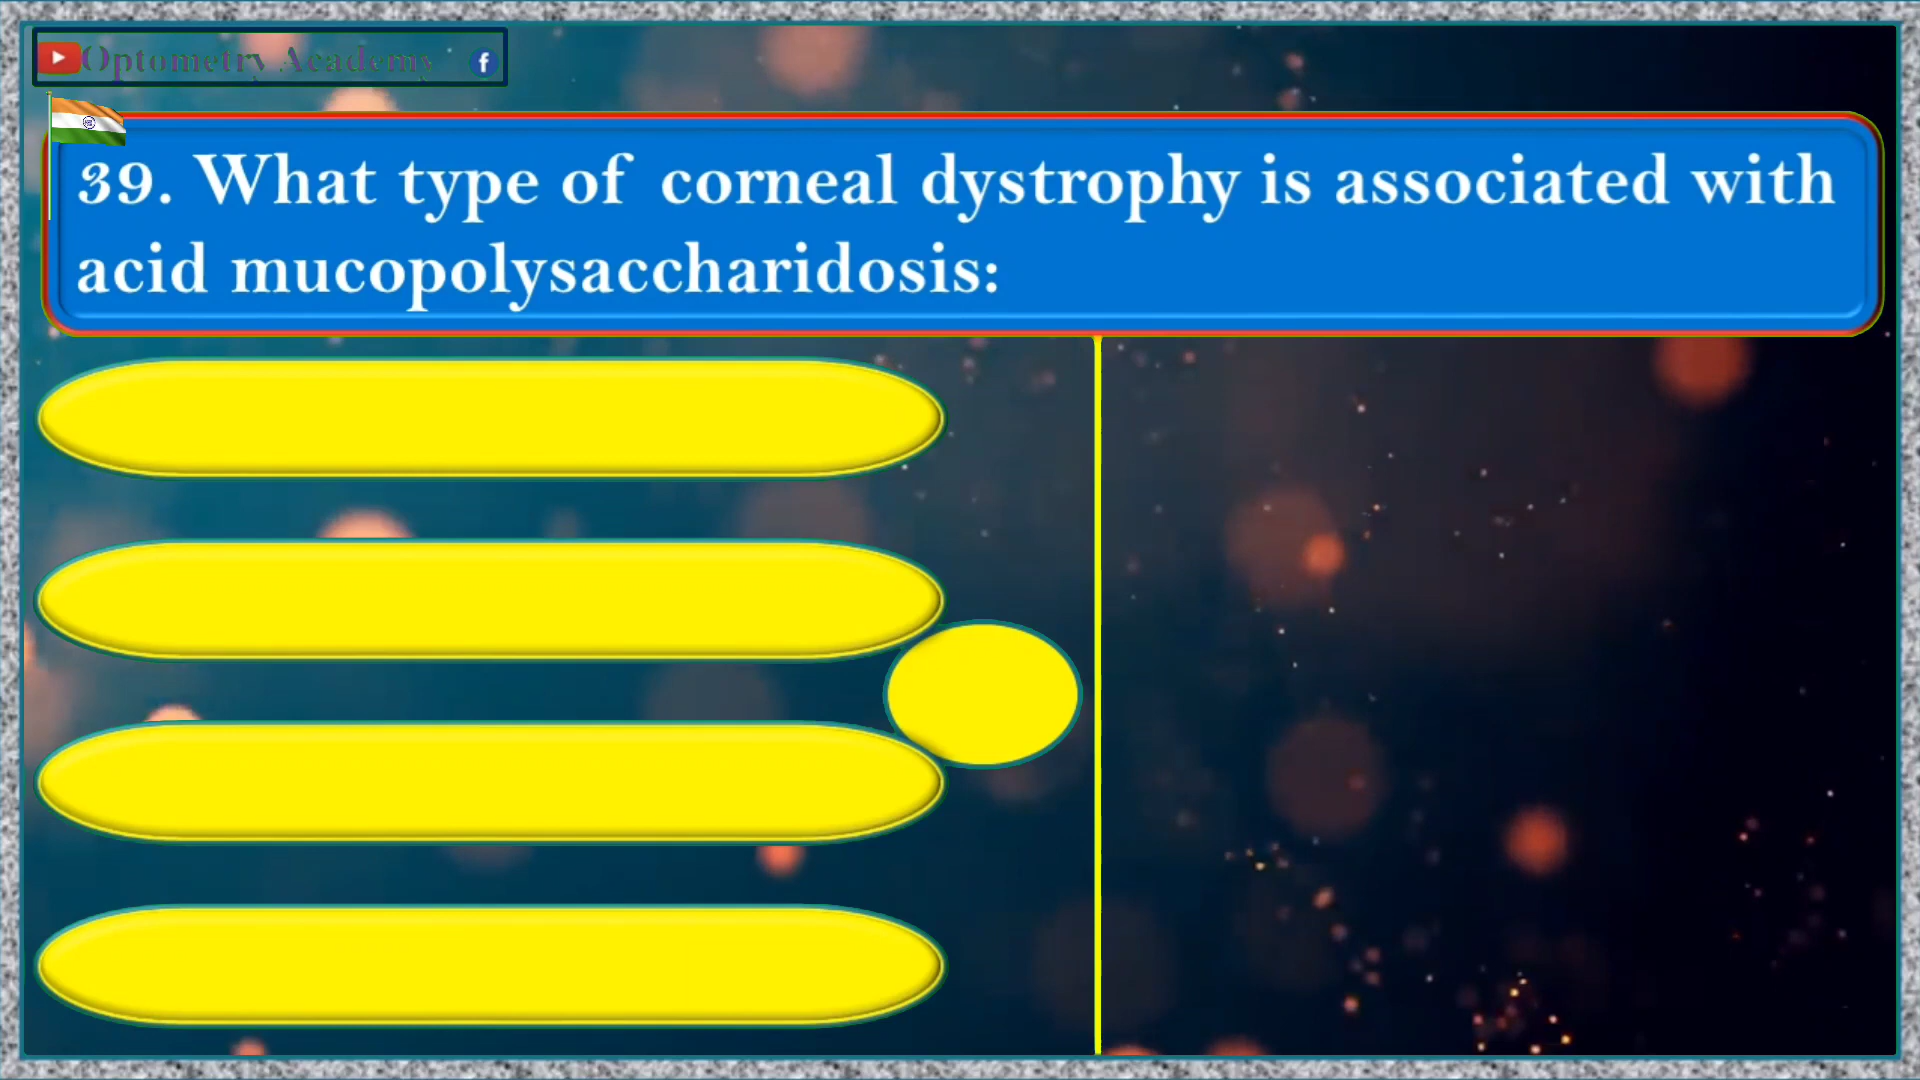 Optometry Academy
39. What type of corneal dystrophy is associated with
acid mucopolysaccharidosis: